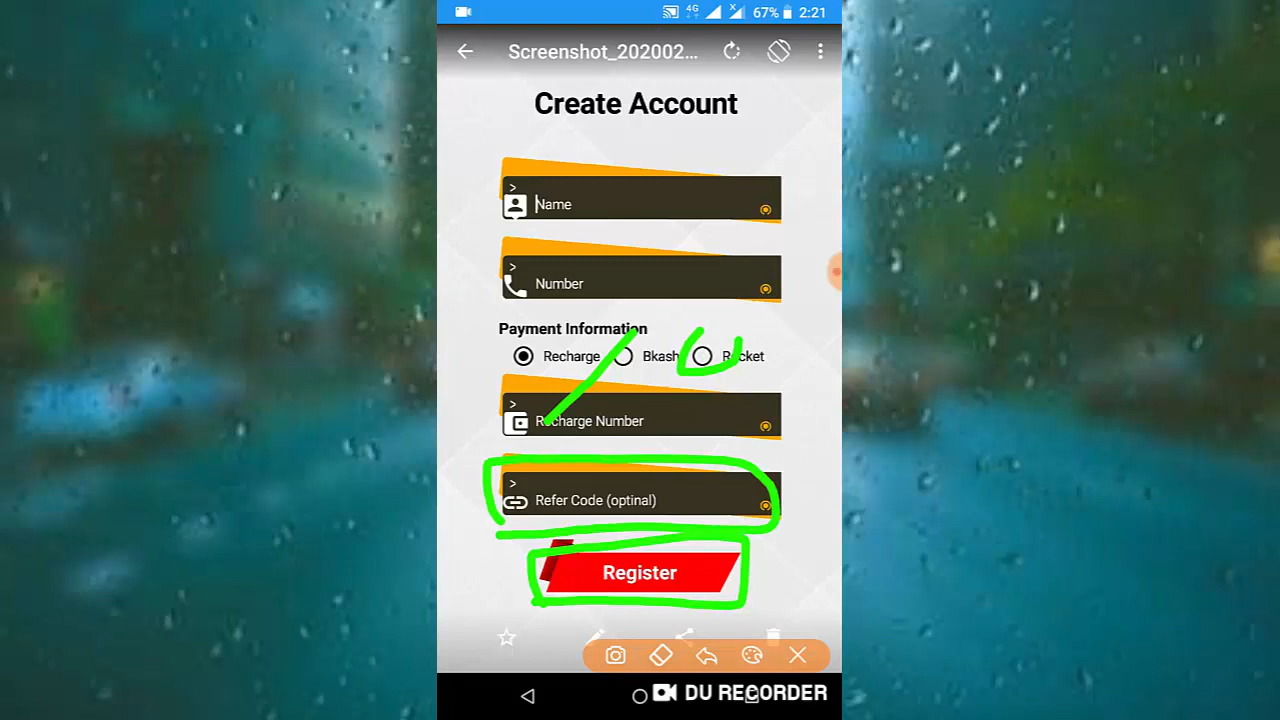 4G 67% 2:21
Screenshot_202002...
Create Account
>
Name
>
Number
Payment Information
Recharge Bkash Rocket
>
Recharge Number
>
Refer Code (optinal)
Register
DU RECORDER